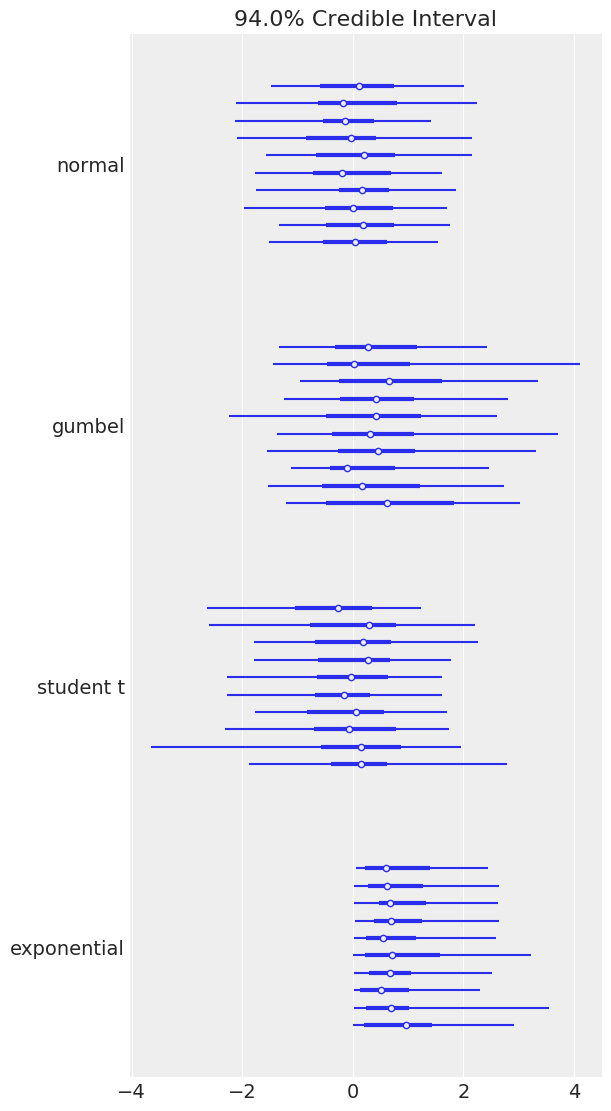 94.0% Credible Interval
normal
gumbel
student t
exponential
−4 −2 0 2 4